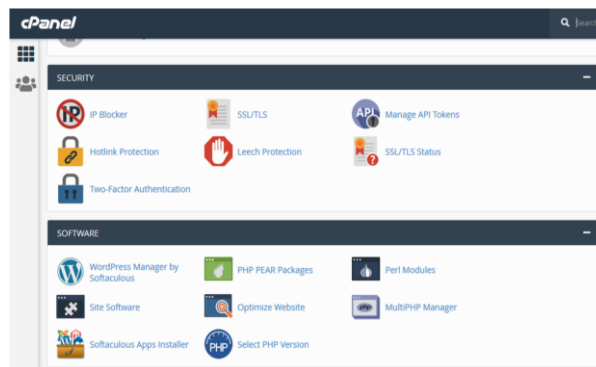 cPanel
Search
SECURITY
IP Blocker
SSL/TLS
Manage API Tokens
Hotlink Protection
Leech Protection
SSL/TLS Status
Two-Factor Authentication
SOFTWARE
WordPress Manager by
Softaculous
PHP PEAR Packages
Perl Modules
Site Software
Optimize Website
MultiPHP Manager
Softaculous Apps Installer
PHP
Select PHP Version